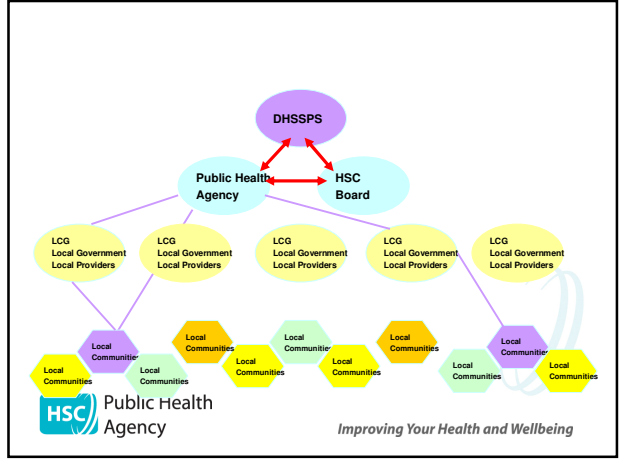 DHSSPS
Public Health
Agency
HSC
Board
LCG
Local Government
Local Providers
LCG
Local Government
Local Providers
LCG
Local Government
Local Providers
LCG
Local Government
Local Providers
LCG
Local Government
Local Providers
Local
Communities
Local
Communities
Local
Communities
Local
Communities
Local
Communities
Local
Communities
Local
Communities
Local
Communities
Local
Communities
Local
Communities
Local
Communities
HSC Public Health
Agency
Improving Your Health and Wellbeing